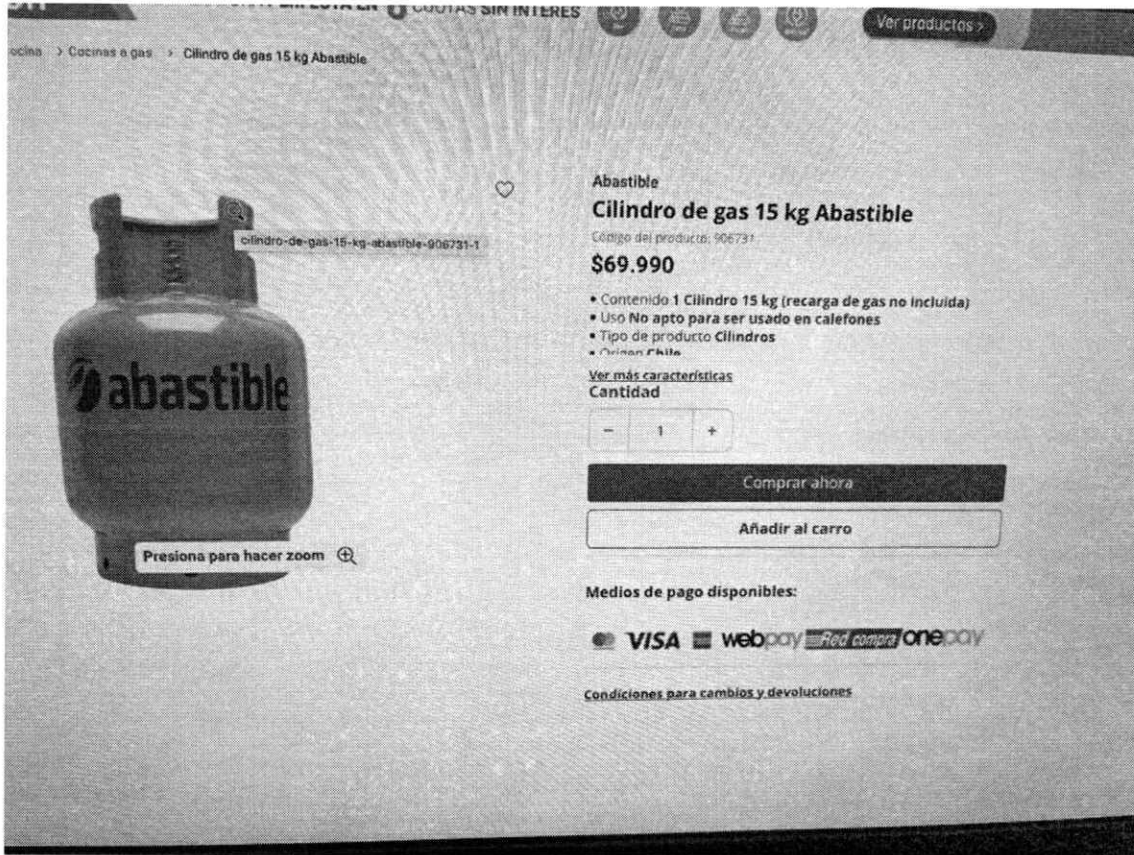 CUOTAS SIN INTERES
Ver productos >
> Cocinas a gas > Cilindro de gas 15 kg Abastible
Abastible
Cilindro de gas 15 kg Abastible
Código del producto: 906731
$69.990
• Contenido 1 Cilindro 15 kg (recarga de gas no incluida)
• Uso No apto para ser usado en calefones
• Tipo de producto Cilindros
• Origen Chile
Ver más características
Cantidad
- 1 +
Comprar ahora
Añadir al carro
Medios de pago disponibles:
VISA webpay Red compra onepay
Condiciones para cambios y devoluciones
cilindro-de-gas-15-kg-abastible-906731-1
abastible
Presiona para hacer zoom